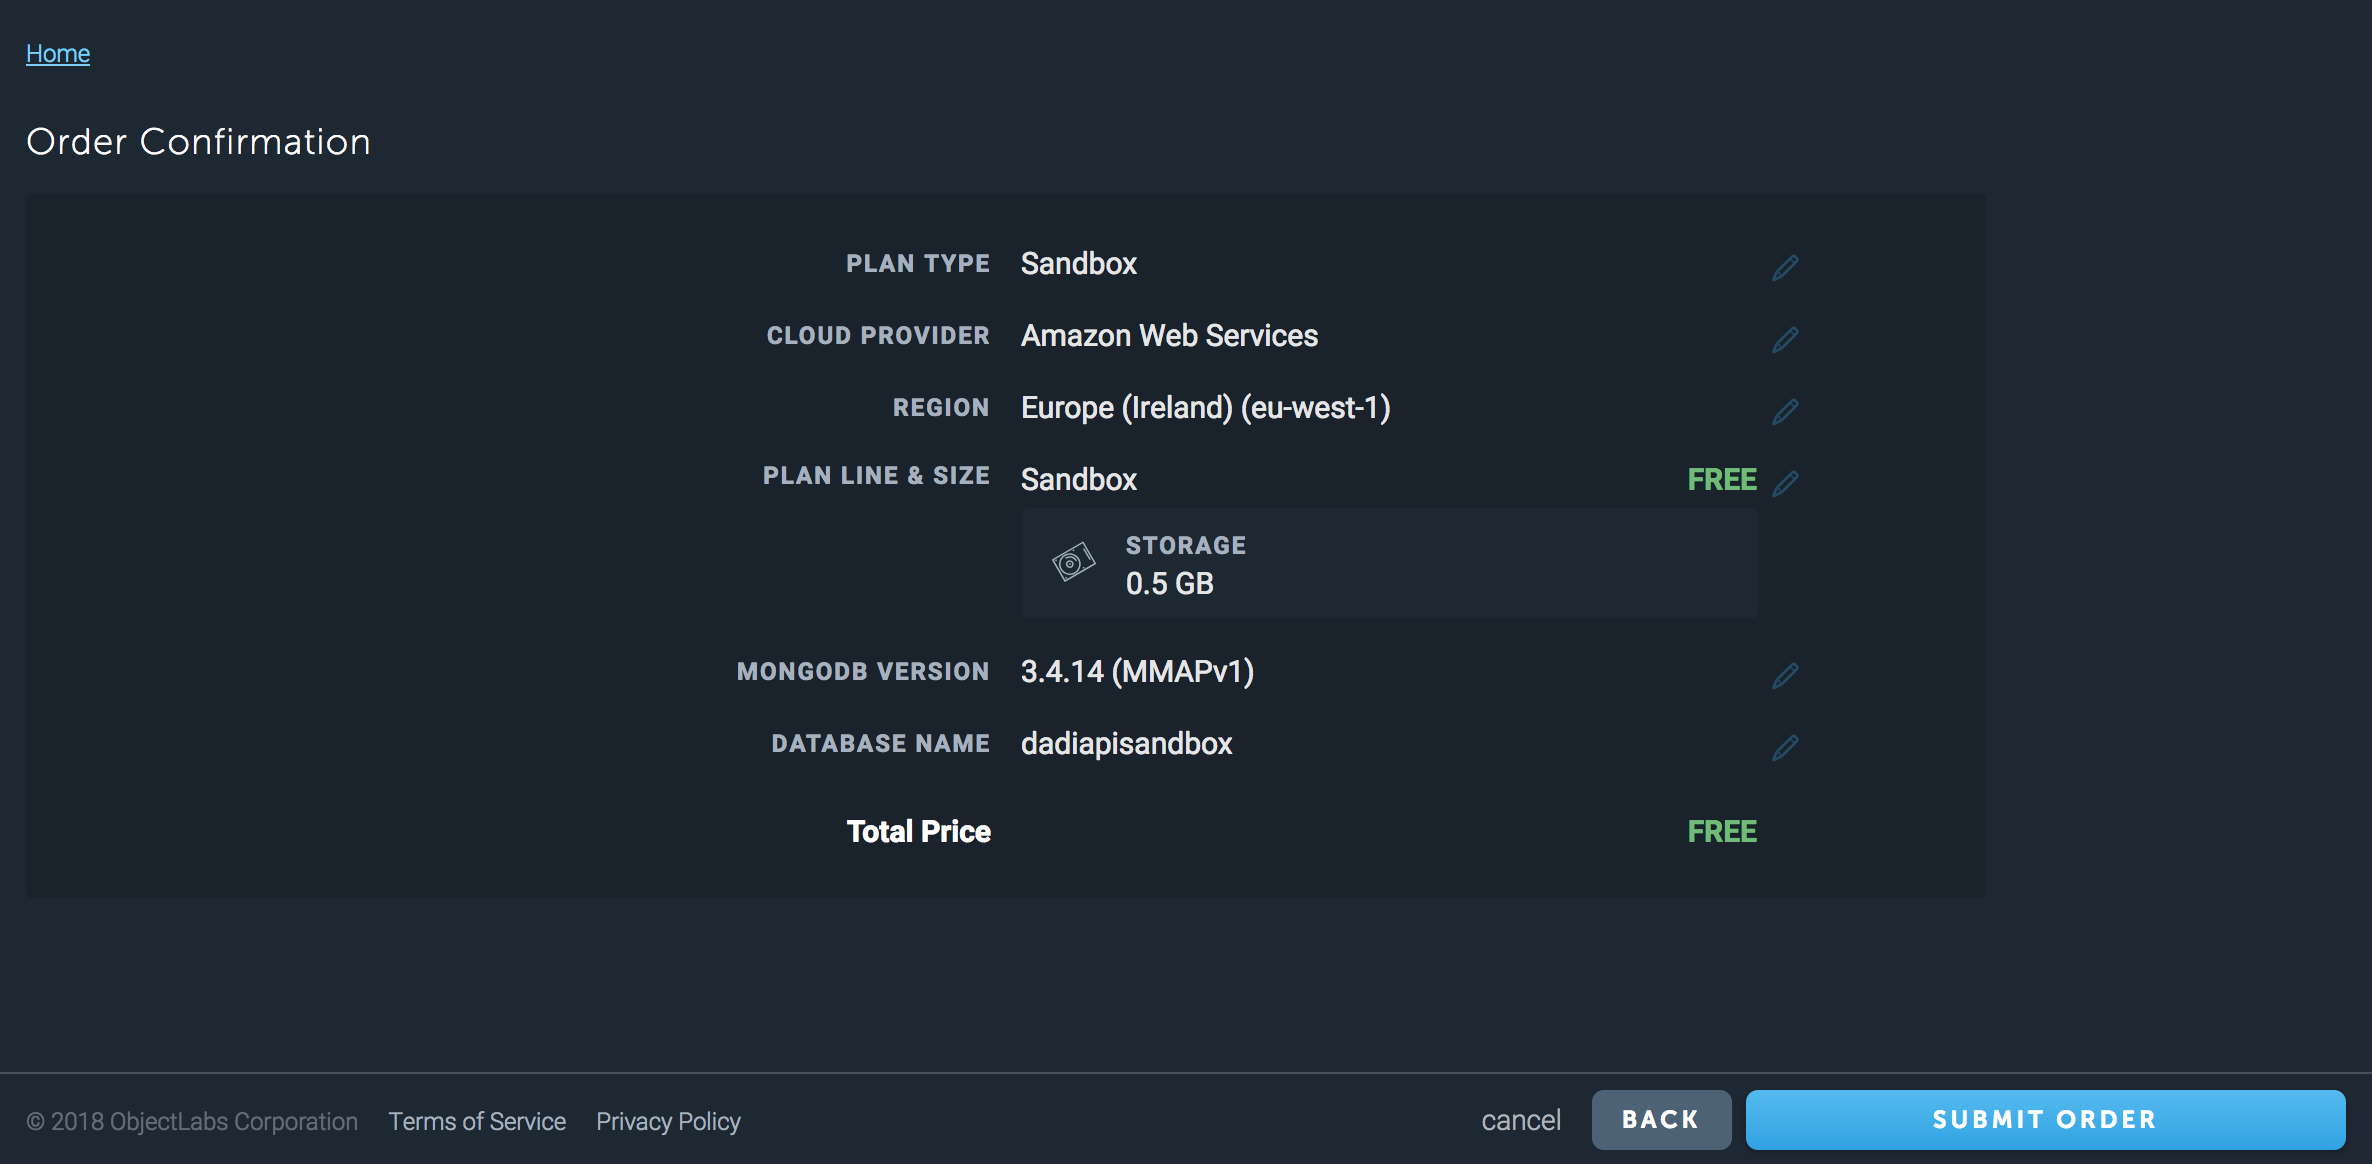 Home
Order Confirmation
PLAN TYPE Sandbox
CLOUD PROVIDER Amazon Web Services
REGION Europe (Ireland) (eu-west-1)
PLAN LINE & SIZE Sandbox FREE
STORAGE
0.5 GB
MONGODB VERSION 3.4.14 (MMAPv1)
DATABASE NAME dadiapisandbox
Total Price FREE
© 2018 ObjectLabs Corporation Terms of Service Privacy Policy cancel BACK SUBMIT ORDER